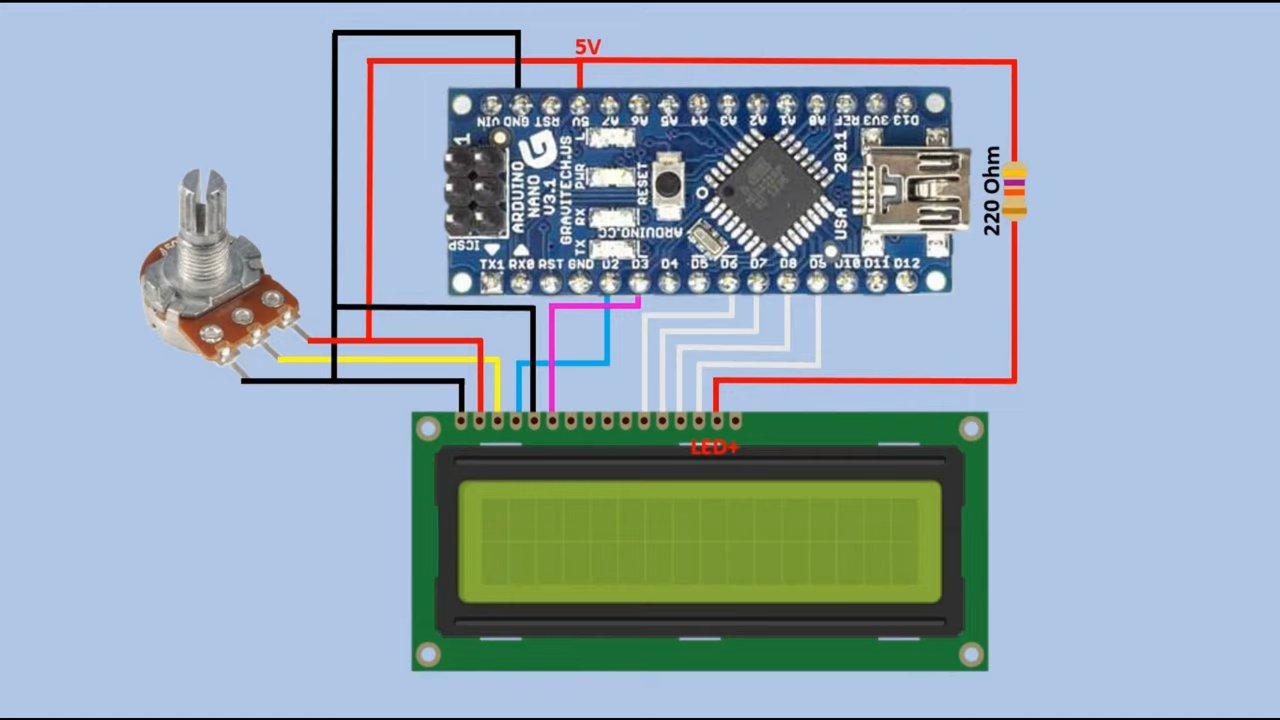 5V
VIN GND RST 5V A7 A6 A5 A4 A3 A2 A1 A0 REF 3V3 D13
1
ARDUINO
NANO
V3.1
GRAVITECH.US
L
PWR
RX
TX
RESET
ARDUINO.CC
2011
USA
ICSP
TX1 RX0 RST GND D2 D3 D4 D5 D6 D7 D8 D9 D10 D11 D12
220 Ohm
LED+